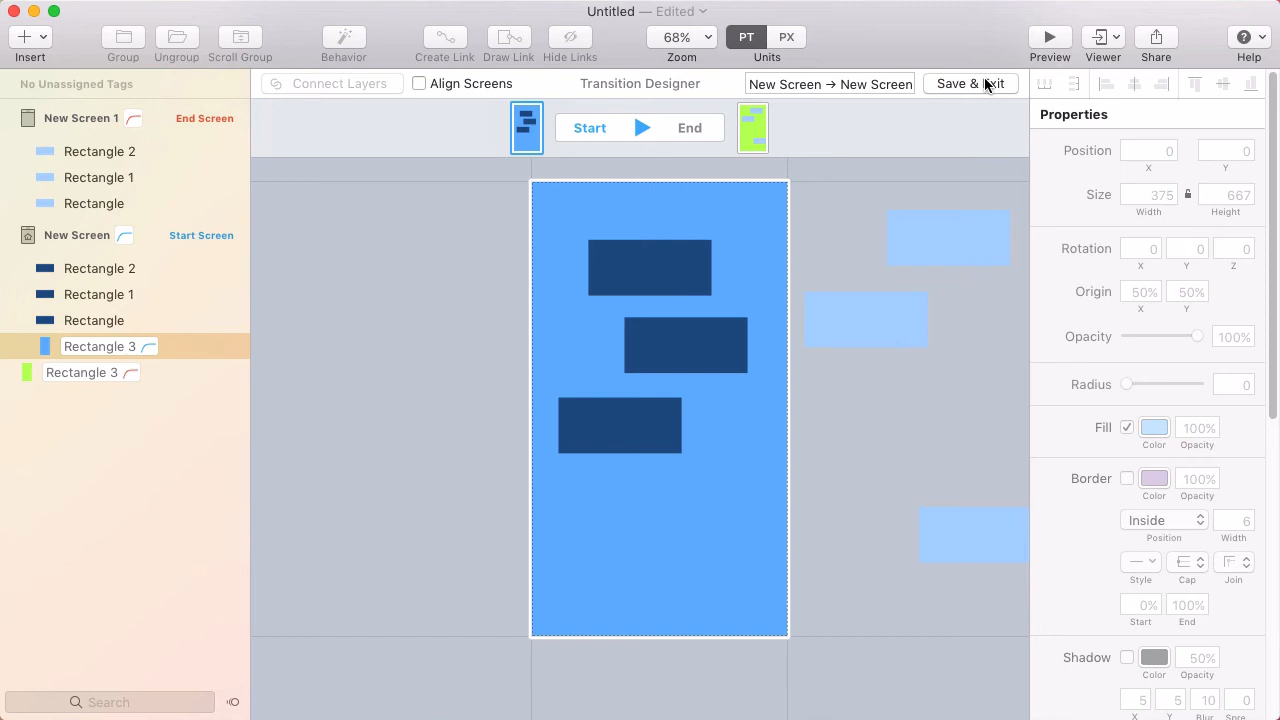 Untitled — Edited
Insert
Group
Ungroup
Scroll Group
Behavior
Create Link
Draw Link
Hide Links
68%
Zoom
PT
PX
Units
Preview
Viewer
Share
Help
No Unassigned Tags
Connect Layers
Align Screens
Transition Designer
New Screen → New Screen
Save & Exit
New Screen 1
End Screen
Rectangle 2
Rectangle 1
Rectangle
New Screen
Start Screen
Rectangle 2
Rectangle 1
Rectangle
Rectangle 3
Rectangle 3
Search
Start
End
Properties
Position
0
0
X
Y
Size
375
667
Width
Height
Rotation
0
0
0
X
Y
Z
Origin
50%
50%
X
Y
Opacity
100%
Radius
0
Fill
100%
Color
Opacity
Border
100%
Color
Opacity
Inside
6
Position
Width
Style
Cap
Join
0%
100%
Start
End
Shadow
50%
Color
Opacity
5
5
10
0
X
Y
Blur
Spre